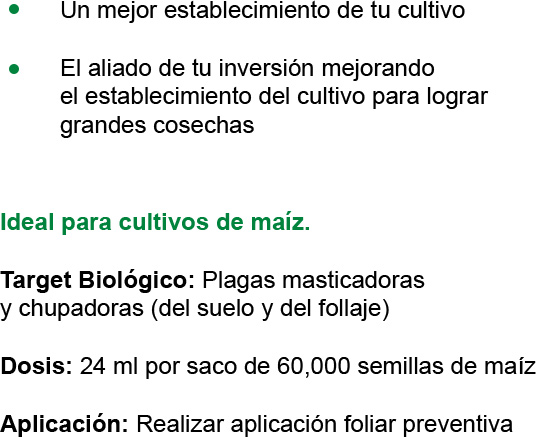 Un mejor establecimiento de tu cultivo
El aliado de tu inversión mejorando
el establecimiento del cultivo para lograr
grandes cosechas
Ideal para cultivos de maíz.
Target Biológico: Plagas masticadoras
y chupadoras (del suelo y del follaje)
Dosis: 24 ml por saco de 60,000 semillas de maíz
Aplicación: Realizar aplicación foliar preventiva